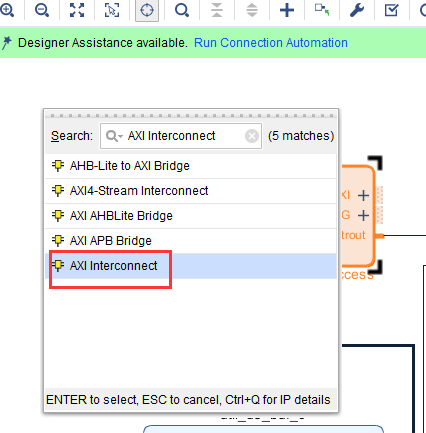 Designer Assistance available. Run Connection Automation
Search: AXI Interconnect (5 matches)
AHB-Lite to AXI Bridge
AXI4-Stream Interconnect
AXI AHBLite Bridge
AXI APB Bridge
AXI Interconnect
XI
G
trout
cess
ENTER to select, ESC to cancel, Ctrl+Q for IP details